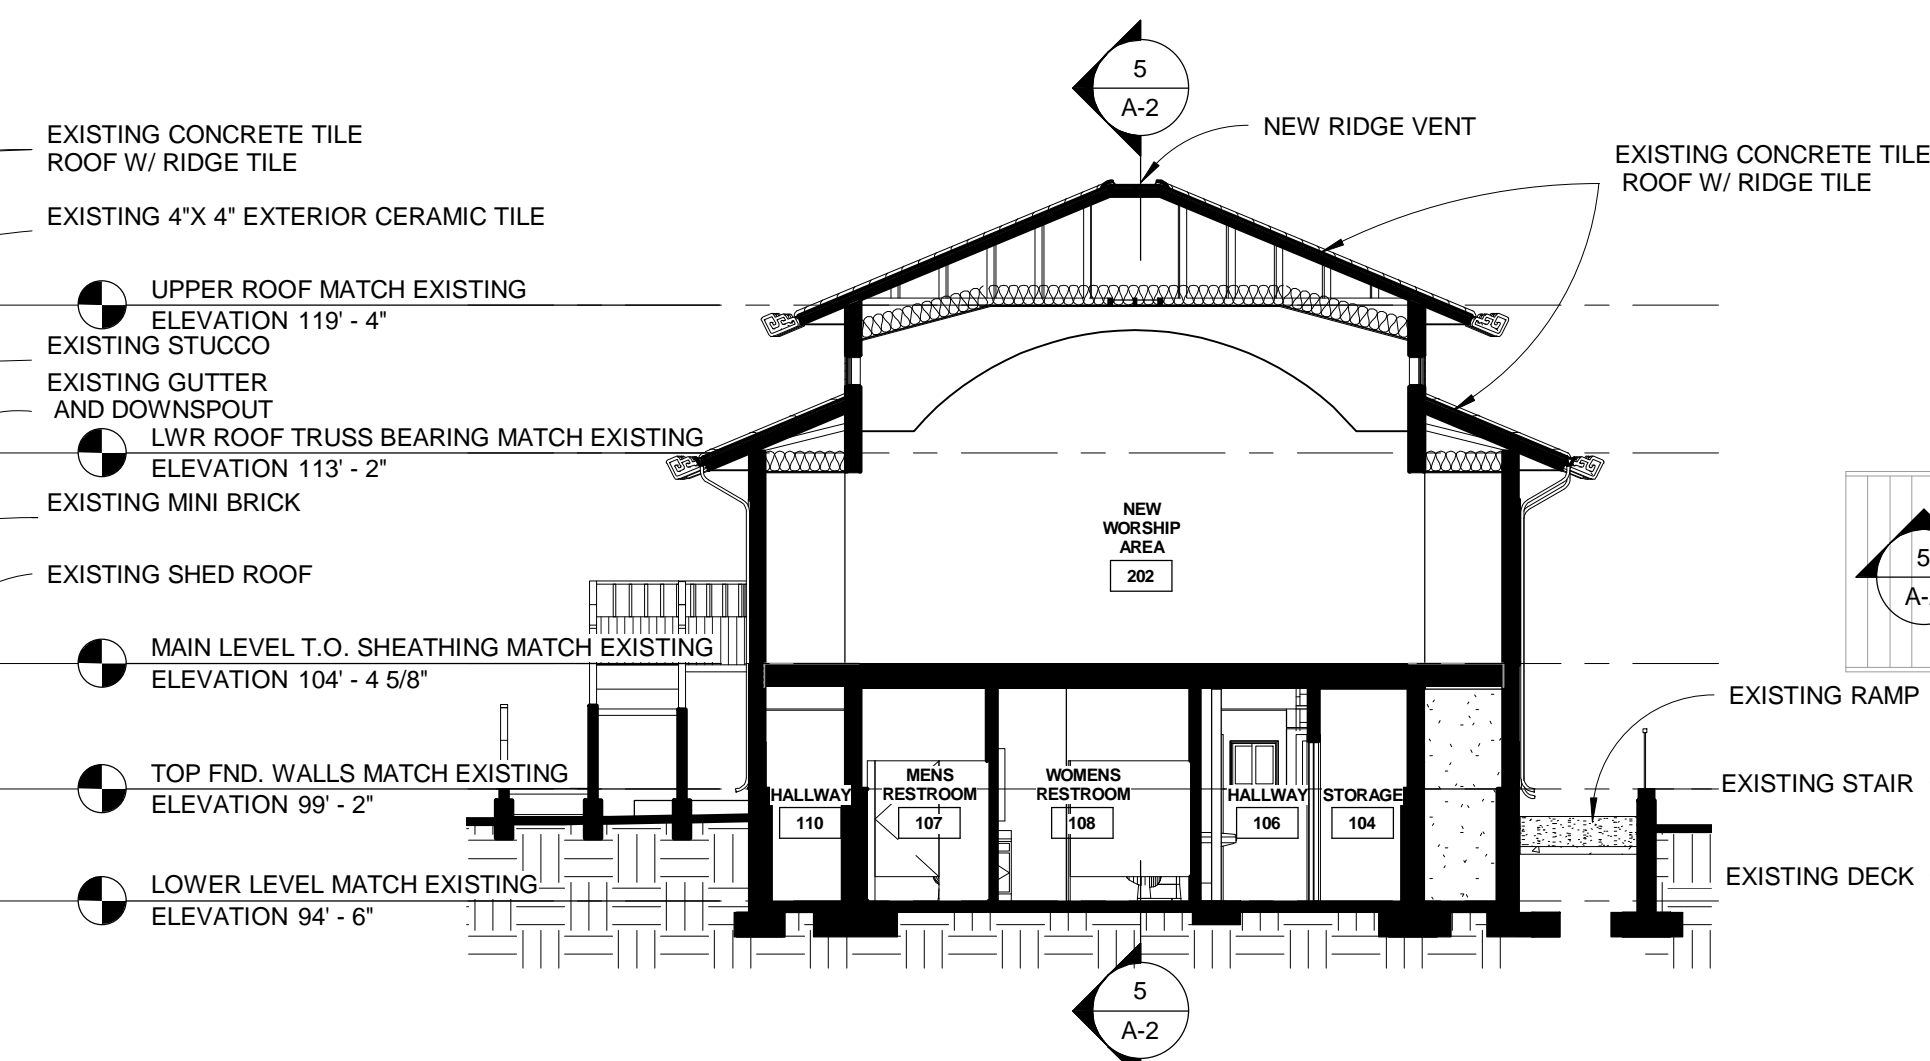 5
A-2
NEW RIDGE VENT
EXISTING CONCRETE TILE
ROOF W/ RIDGE TILE
EXISTING CONCRETE TILE
ROOF W/ RIDGE TILE
EXISTING 4"X 4" EXTERIOR CERAMIC TILE
UPPER ROOF MATCH EXISTING
ELEVATION 119' - 4"
EXISTING STUCCO
EXISTING GUTTER
AND DOWNSPOUT
LWR ROOF TRUSS BEARING MATCH EXISTING
ELEVATION 113' - 2"
EXISTING MINI BRICK
NEW
WORSHIP
AREA
202
5
A-
EXISTING SHED ROOF
MAIN LEVEL T.O. SHEATHING MATCH EXISTING
ELEVATION 104' - 4 5/8"
EXISTING RAMP
TOP FND. WALLS MATCH EXISTING
ELEVATION 99' - 2"
EXISTING STAIR
HALLWAY
110
MENS
RESTROOM
107
WOMENS
RESTROOM
108
HALLWAY
106
STORAGE
104
LOWER LEVEL MATCH EXISTING
ELEVATION 94' - 6"
EXISTING DECK
5
A-2